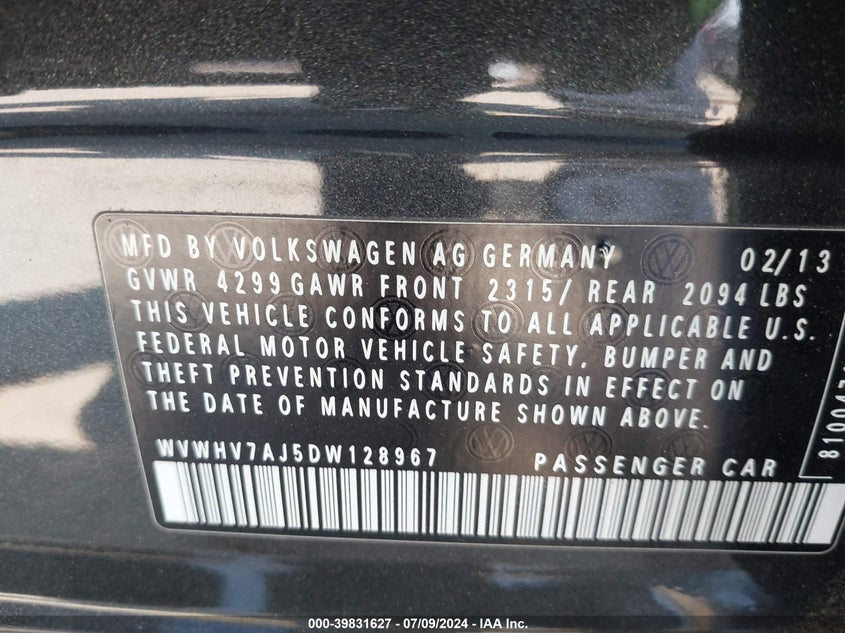 MFD BY VOLKSWAGEN AG GERMANY 02/13
GVWR 4299 GAWR FRONT 2315/ REAR 2094 LBS
THIS VEHICLE CONFORMS TO ALL APPLICABLE U.S.
FEDERAL MOTOR VEHICLE SAFETY, BUMPER AND
THEFT PREVENTION STANDARDS IN EFFECT ON
THE DATE OF MANUFACTURE SHOWN ABOVE.
WVWHV7AJ5DW128967 PASSENGER CAR
000-39831627 - 07/09/2024 - IAA Inc.